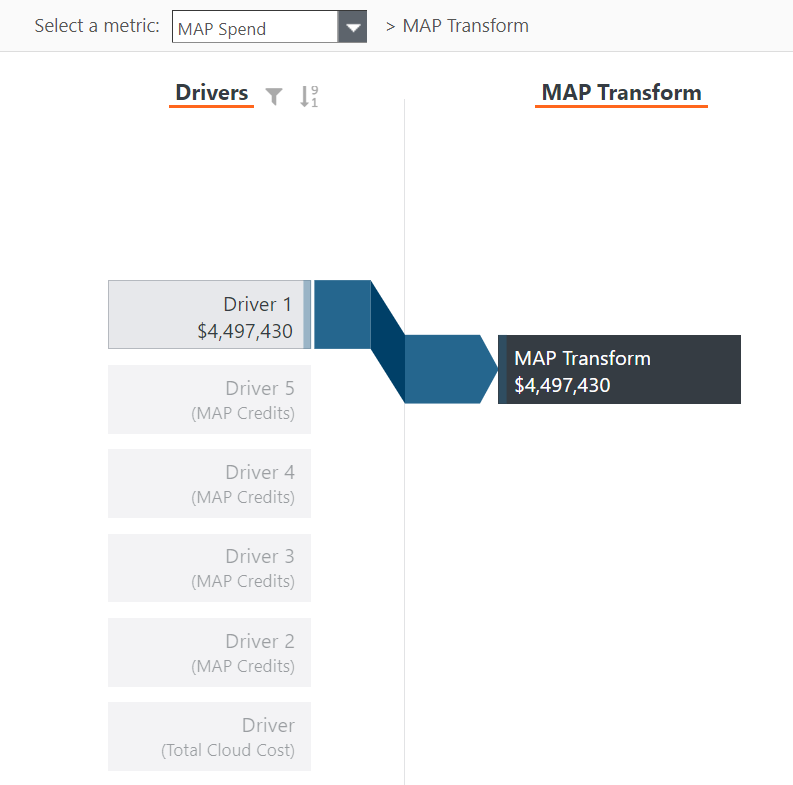 Select a metric: MAP Spend > MAP Transform
Drivers 9 1 MAP Transform
Driver 1
$4,497,430
MAP Transform
$4,497,430
Driver 5
(MAP Credits)
Driver 4
(MAP Credits)
Driver 3
(MAP Credits)
Driver 2
(MAP Credits)
Driver
(Total Cloud Cost)